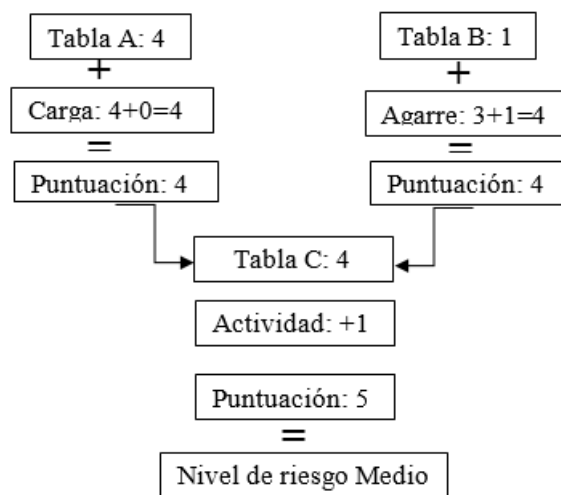 Tabla A: 4
Tabla B: 1
+
+
Carga: 4+0=4
Agarre: 3+1=4
=
=
Puntuación: 4
Puntuación: 4
Tabla C: 4
Actividad: +1
Puntuación: 5
=
Nivel de riesgo Medio